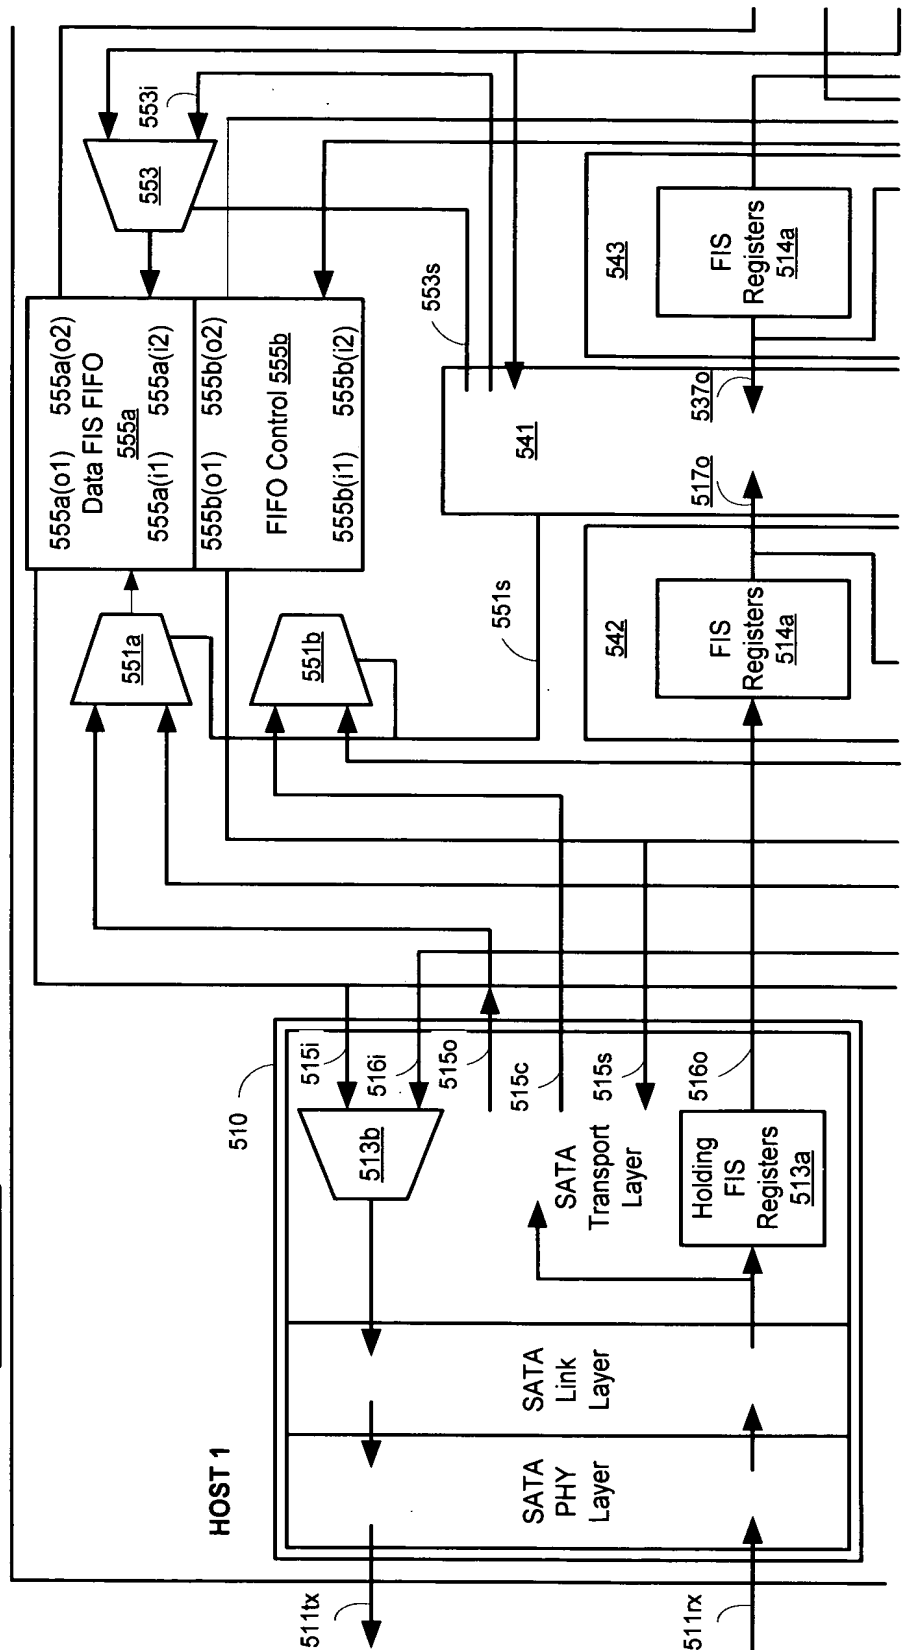 HOST 1
510
511tx
511rx
SATA
PHY
Layer
SATA
Link
Layer
SATA
Transport
Layer
513b
Holding
FIS
Registers
513a
515i
516i
515o
515c
515s
516o
551a
551b
551s
555a(o1)
555a(o2)
Data FIS FIFO
555a
555a(i1)
555a(i2)
555b(o1)
555b(o2)
FIFO Control 555b
555b(i1)
555b(i2)
553
553i
553s
541
517o
537o
542
FIS
Registers
514a
543
FIS
Registers
514a